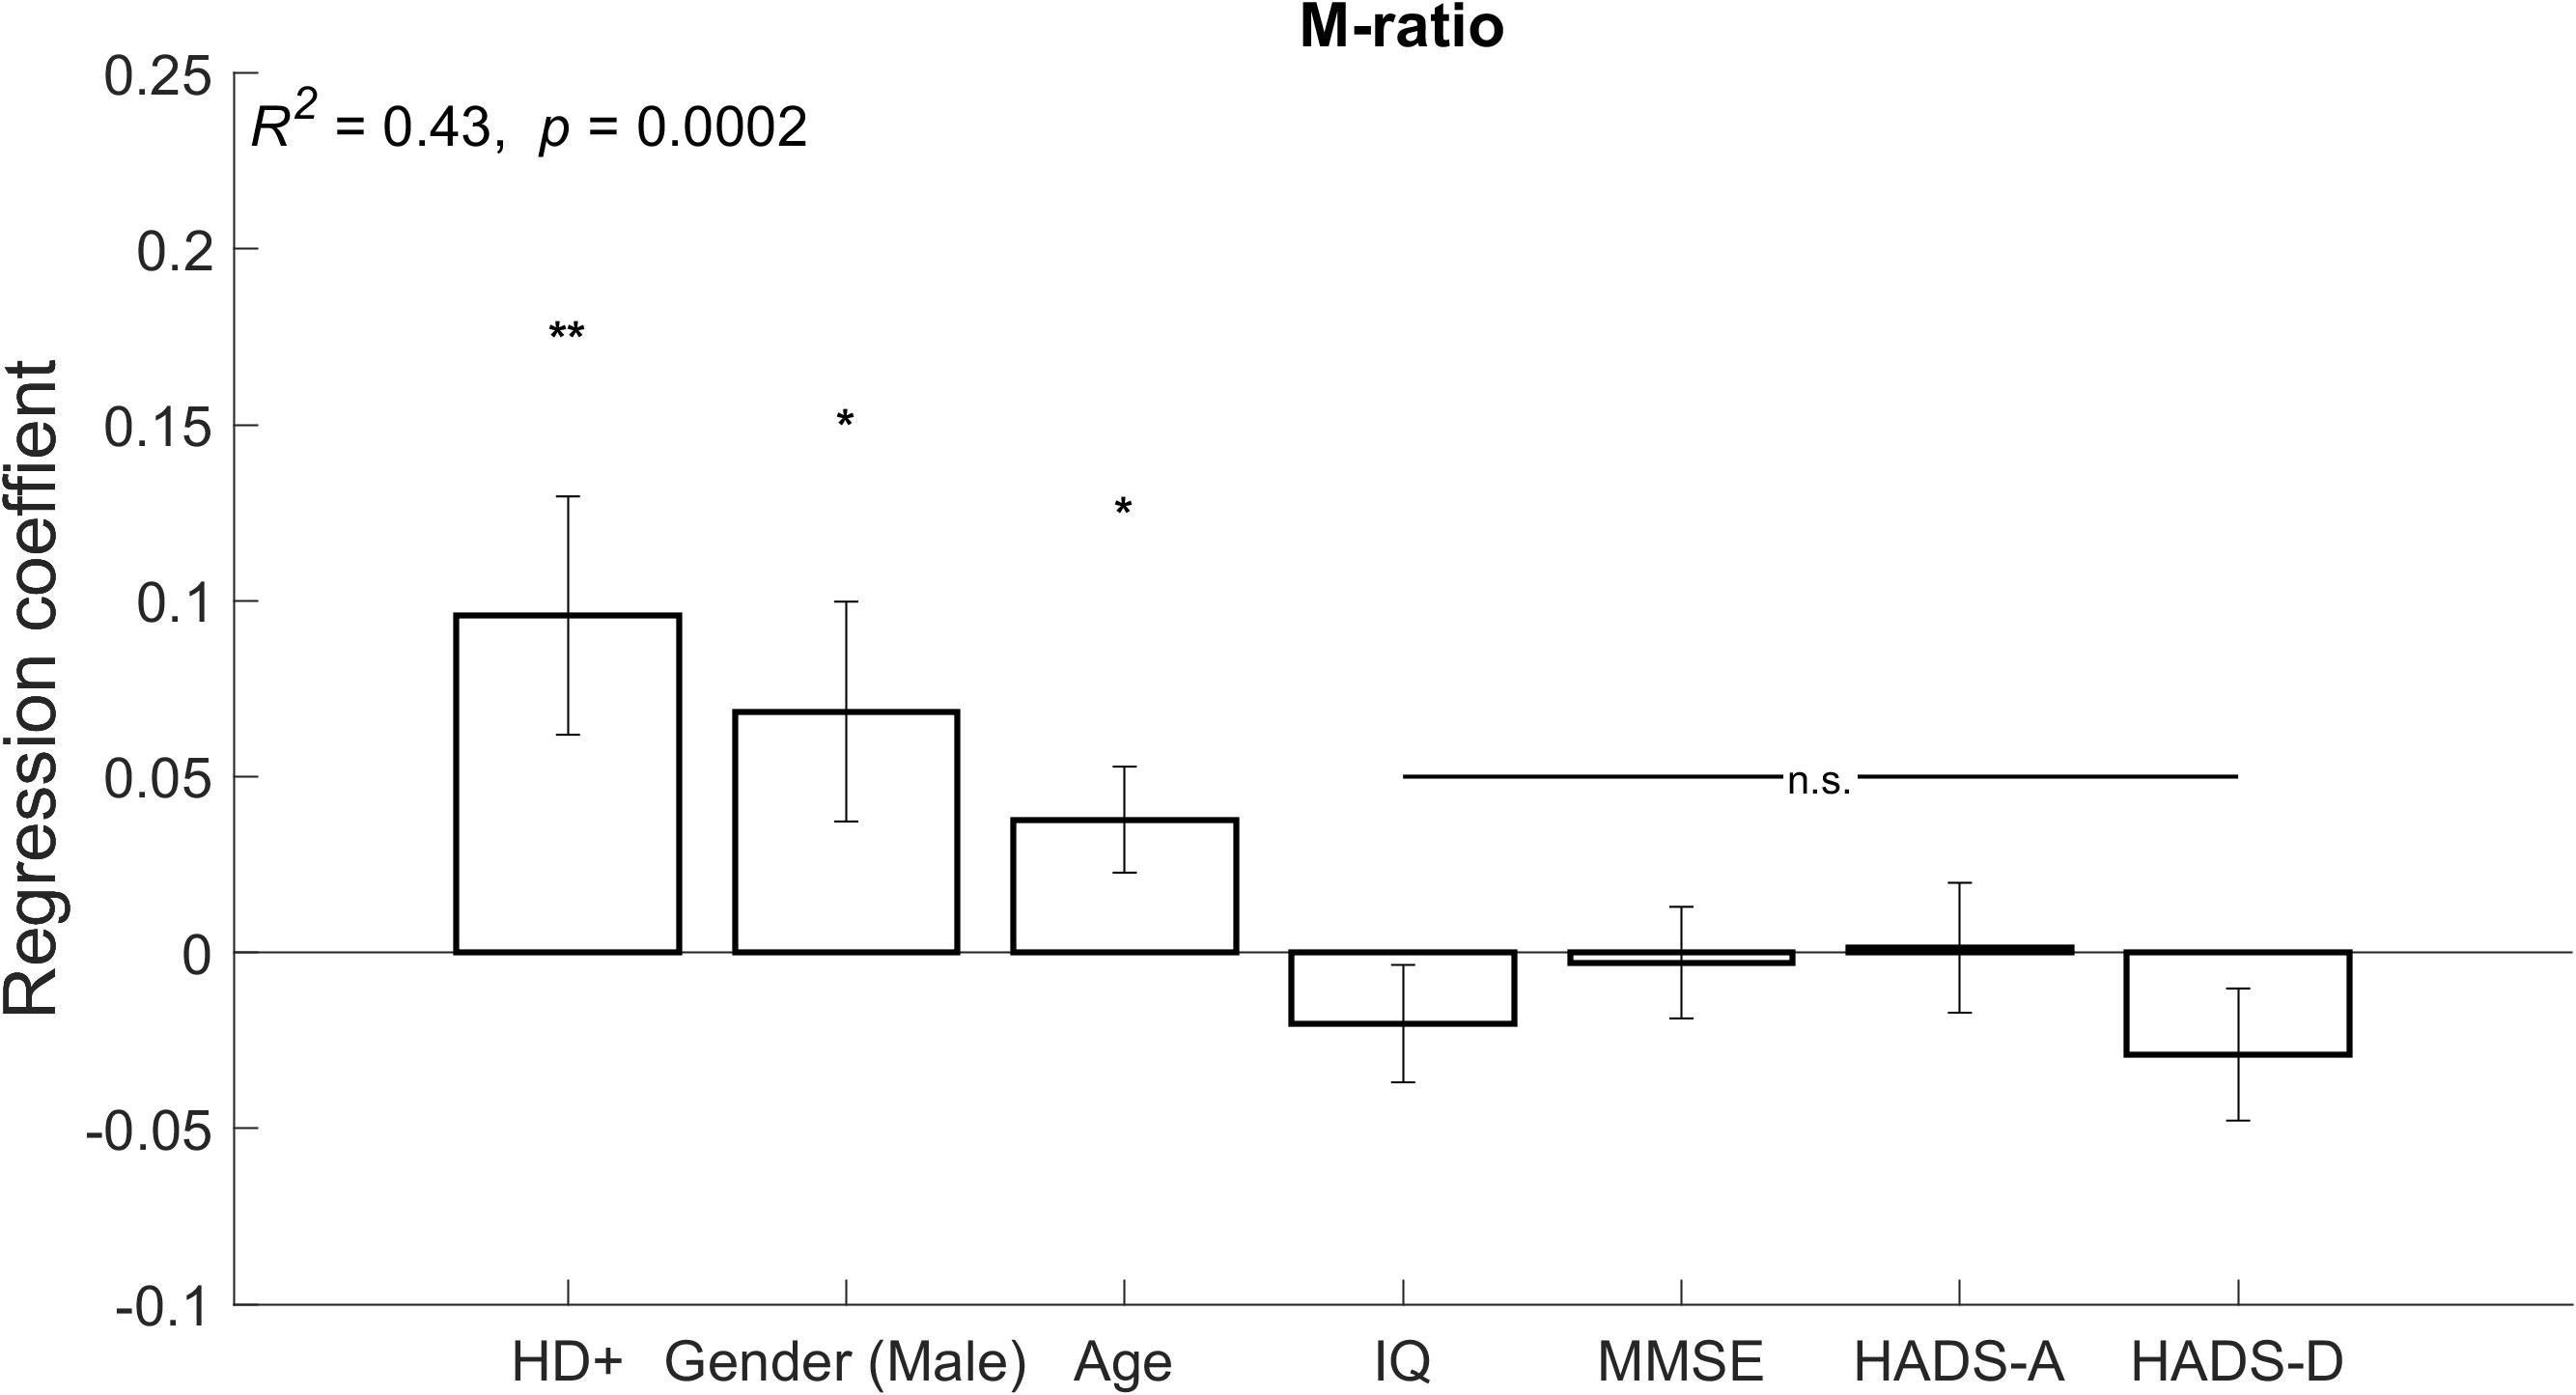 M-ratio
R² = 0.43, p = 0.0002
Regression coeffient
0.25
0.2
0.15
0.1
0.05
0
-0.05
-0.1
**
*
*
n.s.
HD+ Gender (Male) Age IQ MMSE HADS-A HADS-D